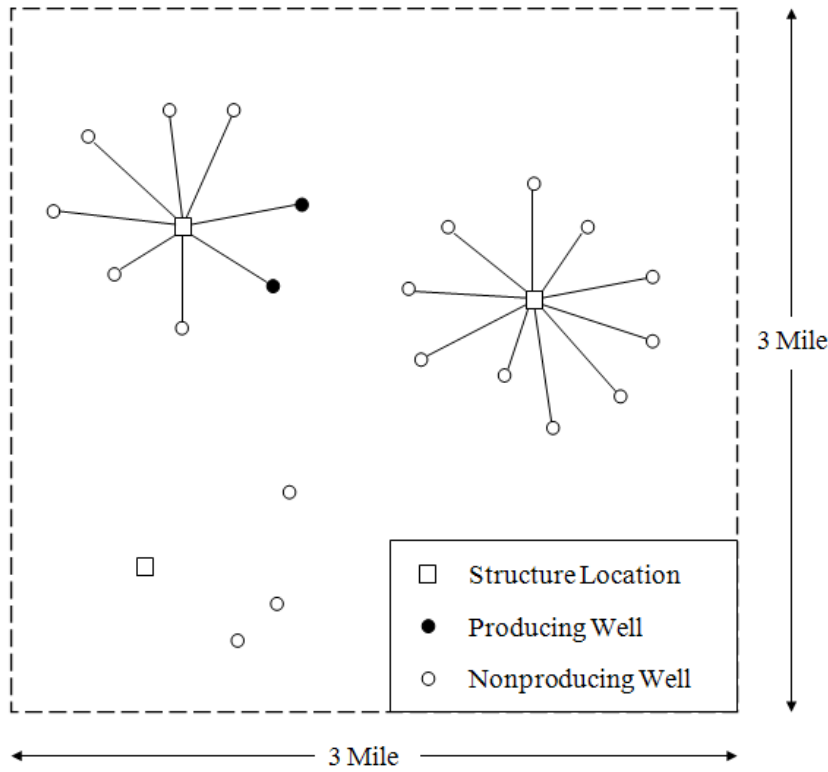 3 Mile
Structure Location
Producing Well
Nonproducing Well
3 Mile